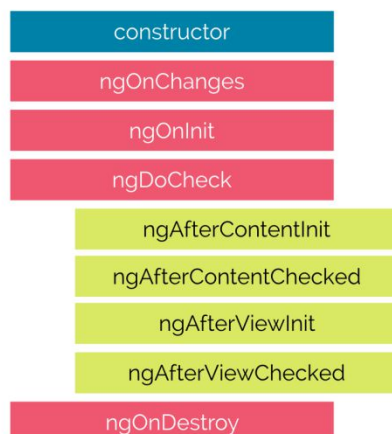 constructor
ngOnChanges
ngOnInit
ngDoCheck
ngAfterContentInit
ngAfterContentChecked
ngAfterViewInit
ngAfterViewChecked
ngOnDestroy